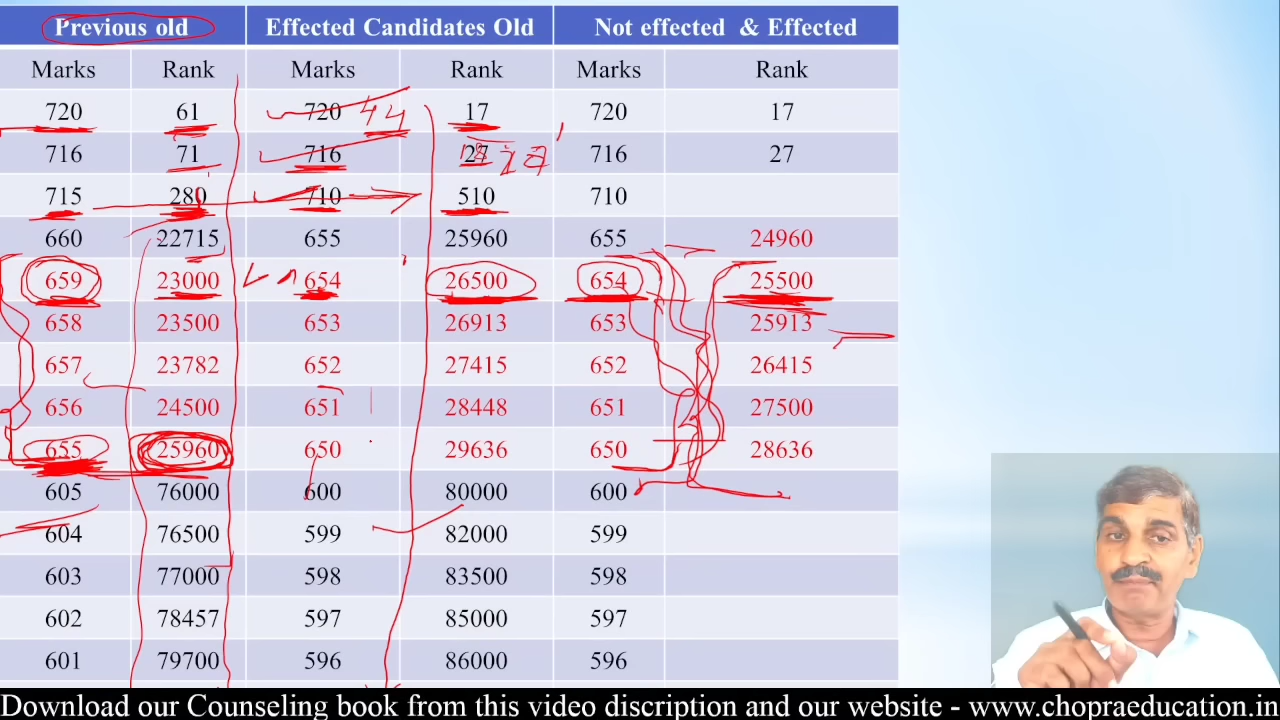 Previous old Effected Candidates Old Not effected & Effected
Marks Rank Marks Rank Marks Rank
720 61 720 44 17 720 17
716 71 716 27 716 27
715 280 710 510 710
660 22715 655 25960 655 24960
659 23000 654 26500 654 25500
658 23500 653 26913 653 25913
657 23782 652 27415 652 26415
656 24500 651 28448 651 27500
655 25960 650 29636 650 28636
605 76000 600 80000 600
604 76500 599 82000 599
603 77000 598 83500 598
602 78457 597 85000 597
601 79700 596 86000 596
Download our Counseling book from this video discription and our website - www.chopraeducation.in